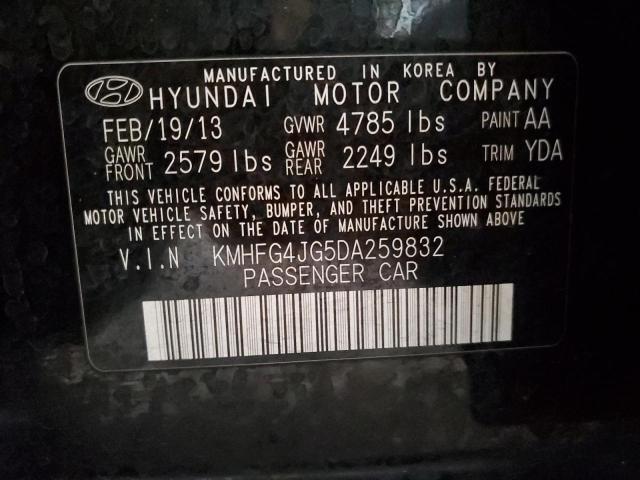 MANUFACTURED IN KOREA BY
HYUNDAI MOTOR COMPANY
FEB/19/13 GVWR 4785 lbs PAINT AA
GAWR FRONT 2579 lbs GAWR REAR 2249 lbs TRIM YDA
THIS VEHICLE CONFORMS TO ALL APPLICABLE U.S.A. FEDERAL
MOTOR VEHICLE SAFETY, BUMPER, AND THEFT PREVENTION STANDARDS
IN EFFECT ON THE DATE OF MANUFACTURE SHOWN ABOVE
V.I.N KMHFG4JG5DA259832
PASSENGER CAR